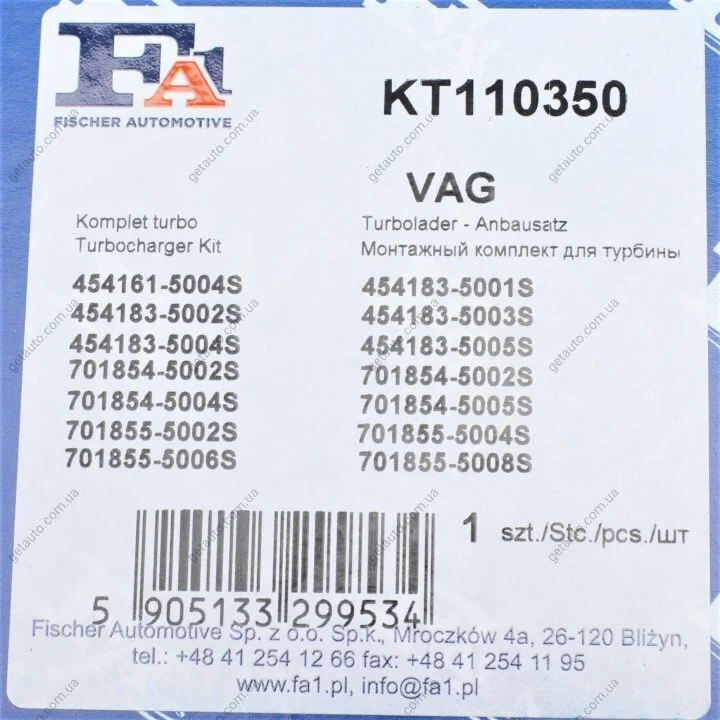 FA1
FISCHER AUTOMOTIVE
KT110350
VAG
Komplet turbo
Turbocharger Kit
Turbolader - Anbausatz
Монтажный комплект для турбины
454161-5004S
454183-5002S
454183-5004S
701854-5002S
701854-5004S
701855-5002S
701855-5006S
454183-5001S
454183-5003S
454183-5005S
701854-5002S
701854-5005S
701855-5004S
701855-5008S
1 szt./Stc./pcs./шт
5 905133 299534
Fischer Automotive Sp. z o.o. Sp.k., Mroczków 4a, 26-120 Bliżyn,
tel.: +48 41 254 12 66 fax: +48 41 254 11 95
www.fa1.pl, info@fa1.pl
getauto.com.ua